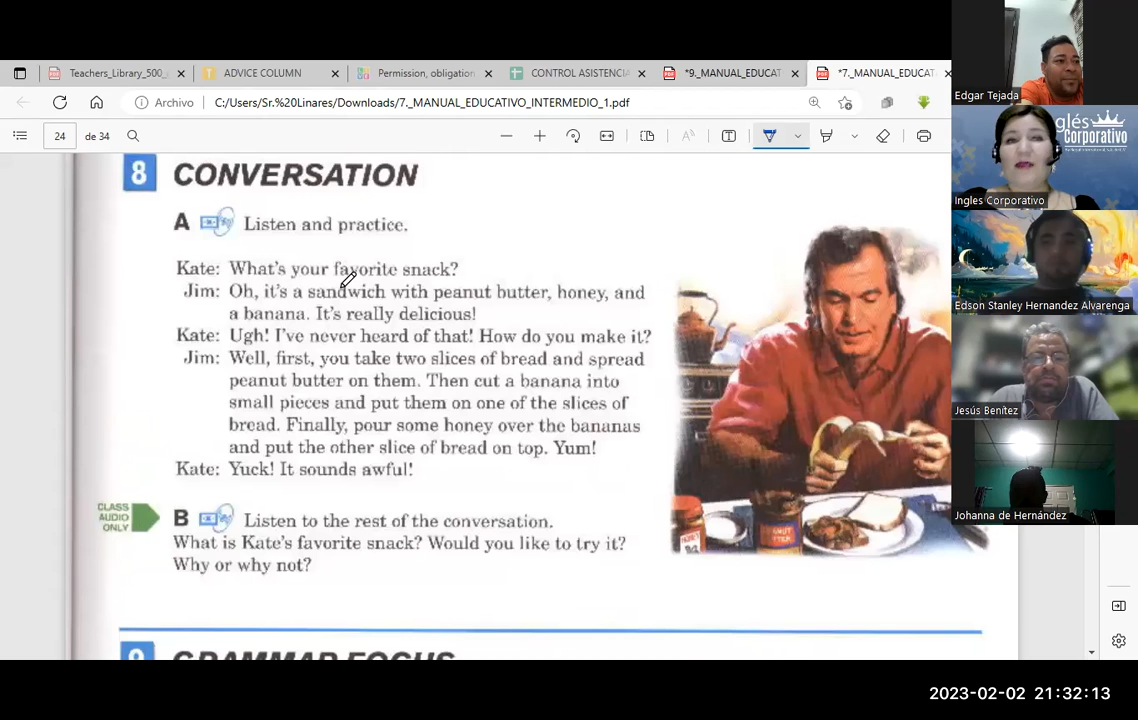 Teachers_Library_500_
ADVICE COLUMN
Permission, obligation
CONTROL ASISTENCIA
*9._MANUAL_EDUCAT
*7._MANUAL_EDUCAT
Archivo
C:/Users/Sr.%20Linares/Downloads/7._MANUAL_EDUCATIVO_INTERMEDIO_1.pdf
24
de 34
8 CONVERSATION
A Listen and practice.
Kate: What's your favorite snack?
Jim: Oh, it's a sandwich with peanut butter, honey, and
a banana. It's really delicious!
Kate: Ugh! I've never heard of that! How do you make it?
Jim: Well, first, you take two slices of bread and spread
peanut butter on them. Then cut a banana into
small pieces and put them on one of the slices of
bread. Finally, pour some honey over the bananas
and put the other slice of bread on top. Yum!
Kate: Yuck! It sounds awful!
CLASS
AUDIO
ONLY
B Listen to the rest of the conversation.
What is Kate's favorite snack? Would you like to try it?
Why or why not?
9 GRAMMAR FOCUS
Edgar Tejada
glés
Corporativo
Ingles Corporativo
Edson Stanley Hernandez Alvarenga
Jesús Benítez
Johanna de Hernández
2023-02-02 21:32:13